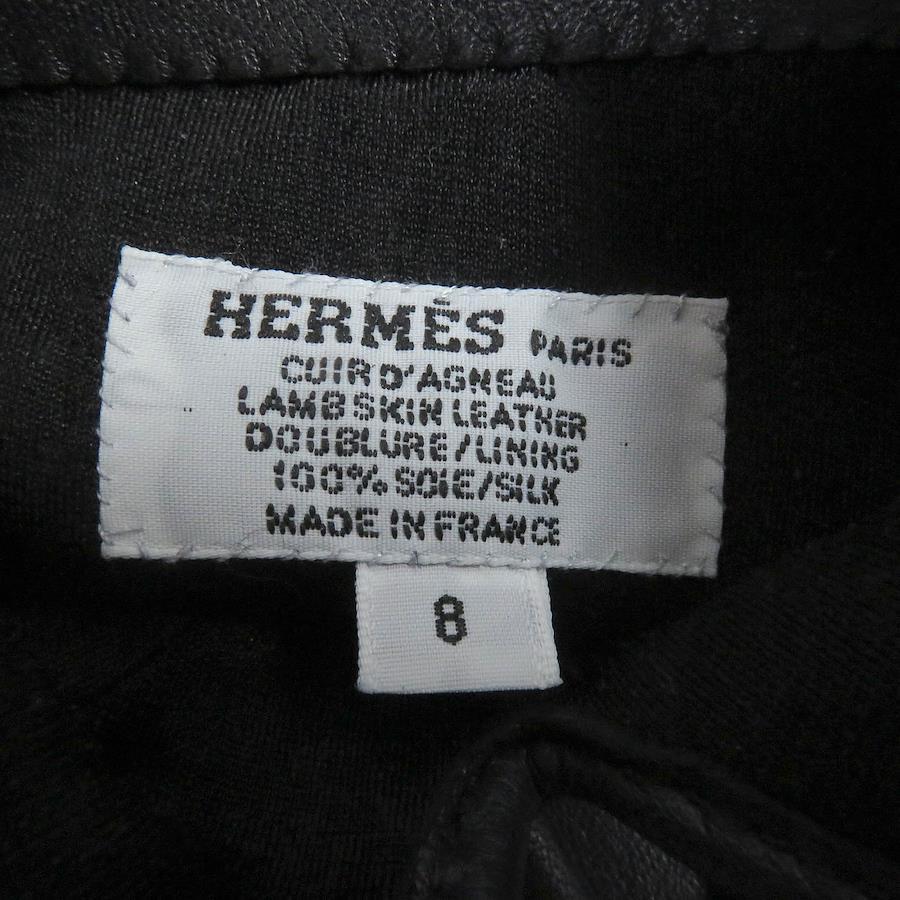 HERMÈS PARIS
CUIR D'AGNEAU
LAMBSKIN LEATHER
DOUBLURE/LINING
100% SOIE/SILK
MADE IN FRANCE
8